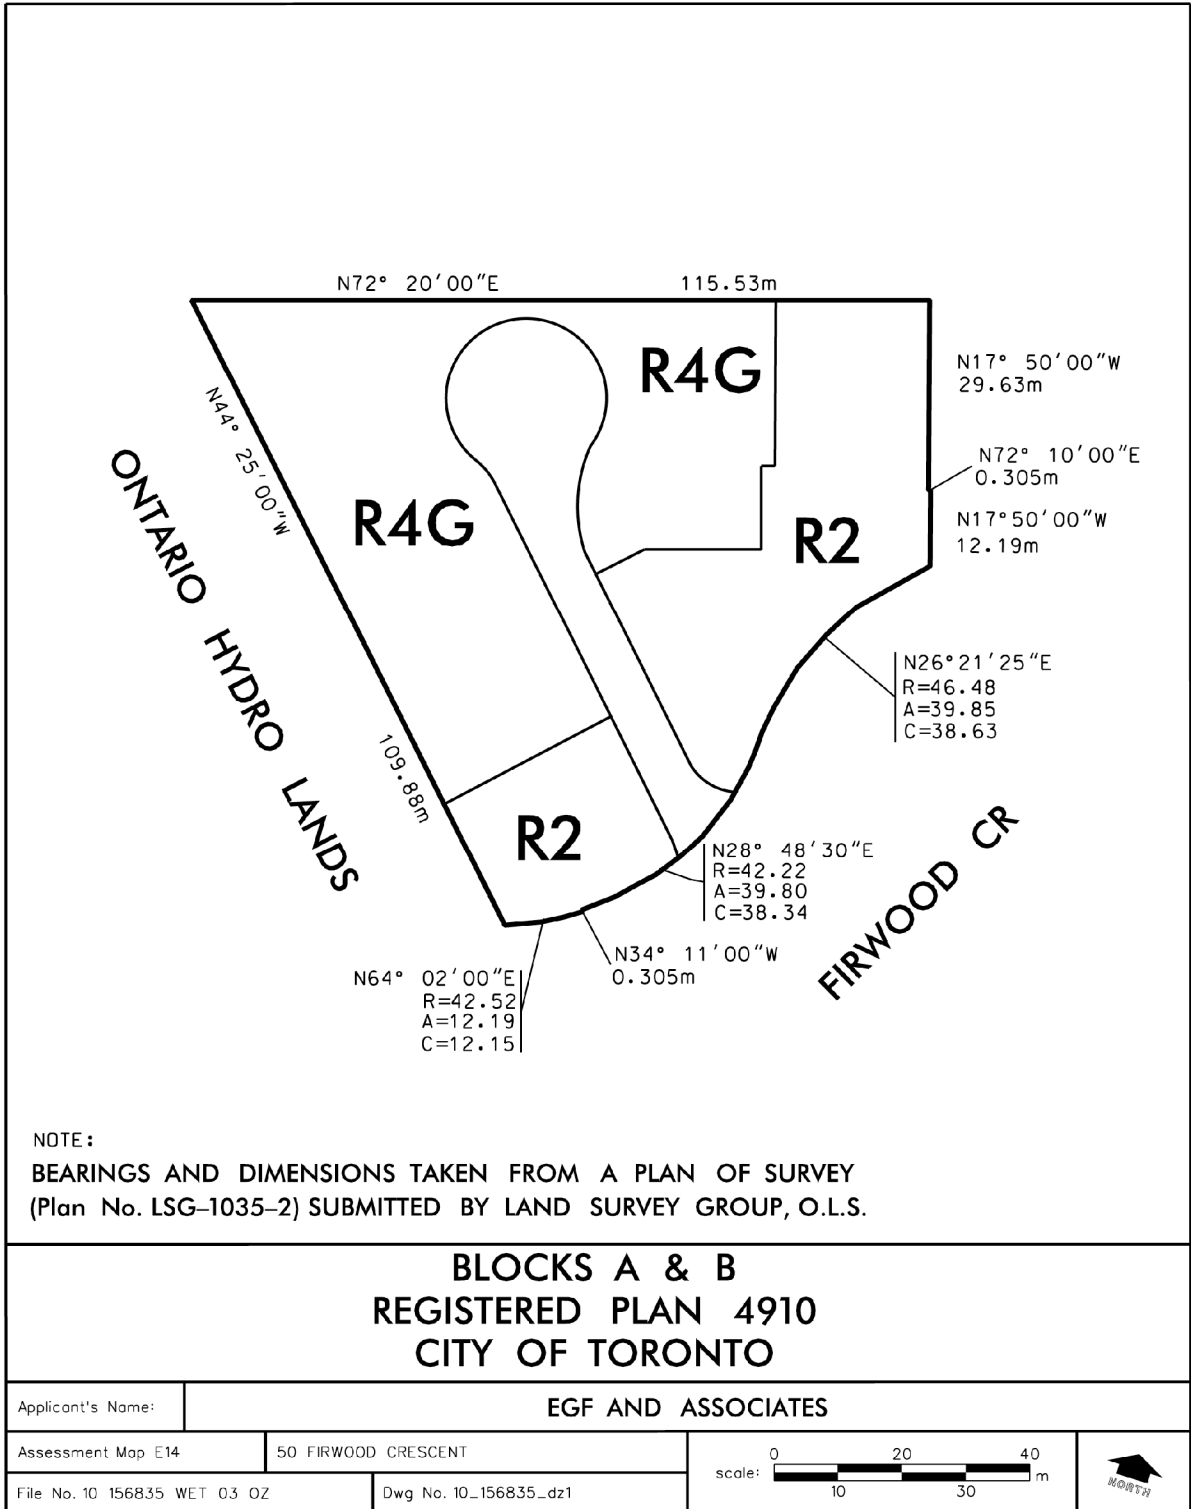 N72° 20'00"E 115.53m
R4G
N17° 50'00"W
29.63m
N44° 25'00"W
N72° 10'00"E
0.305m
R4G
N17°50'00"W
12.19m
R2
ONTARIO HYDRO LANDS
N26°21'25"E
R=46.48
A=39.85
C=38.63
109.88m
R2
N28° 48'30"E
R=42.22
A=39.80
C=38.34
FIRWOOD CR
N34° 11'00"W
0.305m
N64° 02'00"E
R=42.52
A=12.19
C=12.15
NOTE:
BEARINGS AND DIMENSIONS TAKEN FROM A PLAN OF SURVEY
(Plan No. LSG-1035-2) SUBMITTED BY LAND SURVEY GROUP, O.L.S.
BLOCKS A & B
REGISTERED PLAN 4910
CITY OF TORONTO
Applicant's Name: EGF AND ASSOCIATES
Assessment Map E14 50 FIRWOOD CRESCENT
File No. 10 156835 WET 03 OZ Dwg No. 10_156835_dz1
0 20 40
scale: m
10 30
NORTH